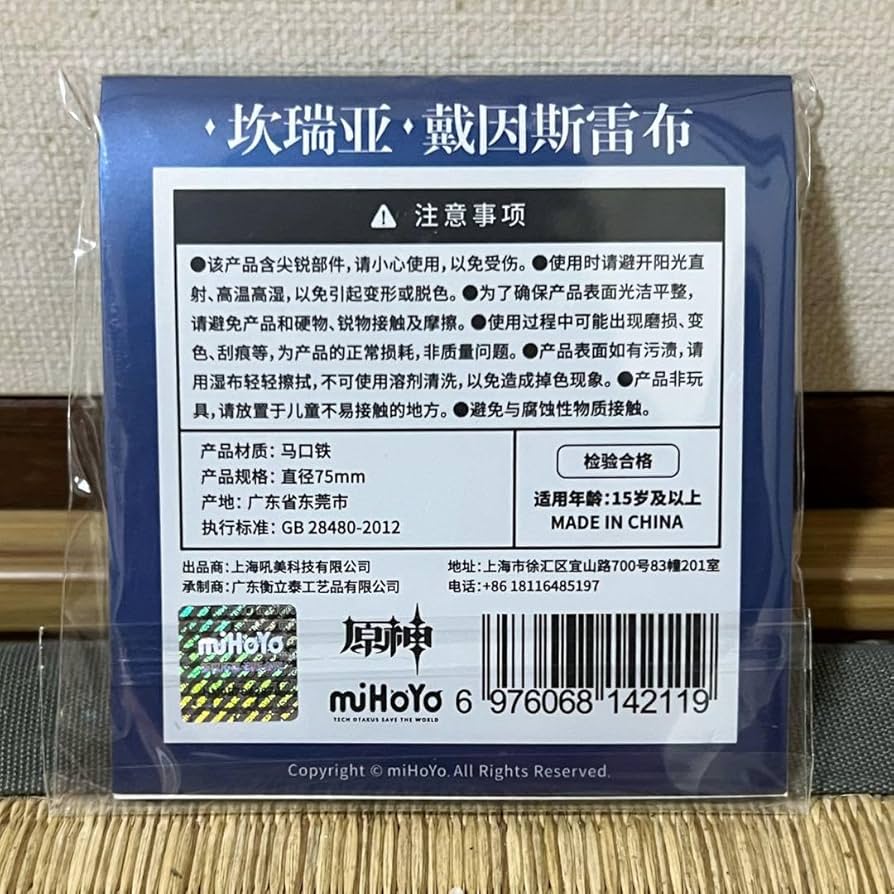 坎瑞亚·戴因斯雷布
注意事项
●该产品含尖锐部件,请小心使用,以免受伤。●使用时请避开阳光直
射、高温高湿,以免引起变形或脱色。●为了确保产品表面光洁平整,
请避免产品和硬物、锐物接触及摩擦。●使用过程中可能出现磨损、变
色、刮痕等,为产品的正常损耗,非质量问题。●产品表面如有污渍,请
用湿布轻轻擦拭,不可使用溶剂清洗,以免造成掉色现象。●产品非玩
具,请放置于儿童不易接触的地方。●避免与腐蚀性物质接触。
产品材质: 马口铁
产品规格: 直径75mm
产地: 广东省东莞市
执行标准: GB 28480-2012
检验合格
适用年龄:15岁及以上
MADE IN CHINA
出品商:上海吼美科技有限公司
承制商:广东衡立泰工艺品有限公司
地址:上海市徐汇区宜山路700号83幢201室
电话:+86 18116485197
miHoYo
原神
miHoYo
TECH OTAKUS SAVE THE WORLD
6 976068 142119
Copyright © miHoYo. All Rights Reserved.